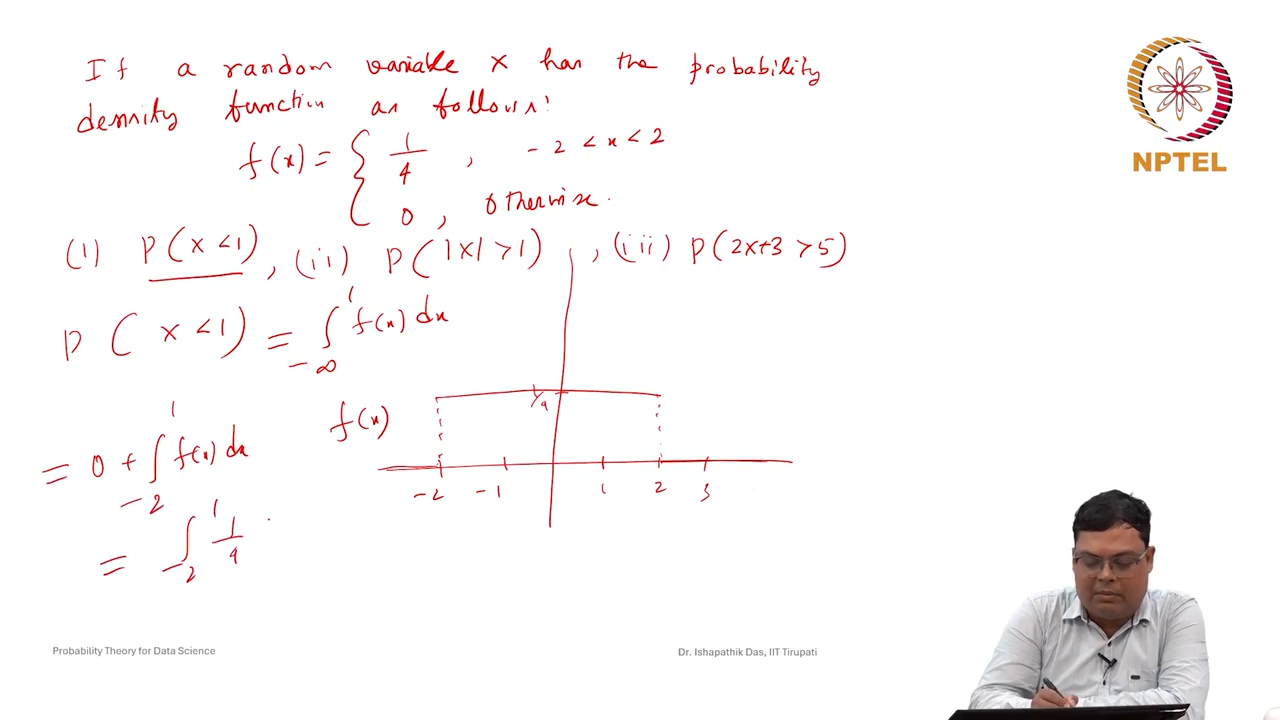 If a random variable X has the probability
density function as follows:
f(x) = { 1/4 , -2 < x < 2
0 , otherwise.
(i) P(X<1) , (ii) P(|X|>1) , (iii) P(2X+3 >5)
P(X<1) = ∫_{-∞}^{1} f(x) dx
1/4
= 0 + ∫_{-2}^{1} f(x) dx
f(x)
-2 -1 1 2 3
= ∫_{-2}^{1} 1/4
NPTEL
Probability Theory for Data Science
Dr. Ishapathik Das, IIT Tirupati